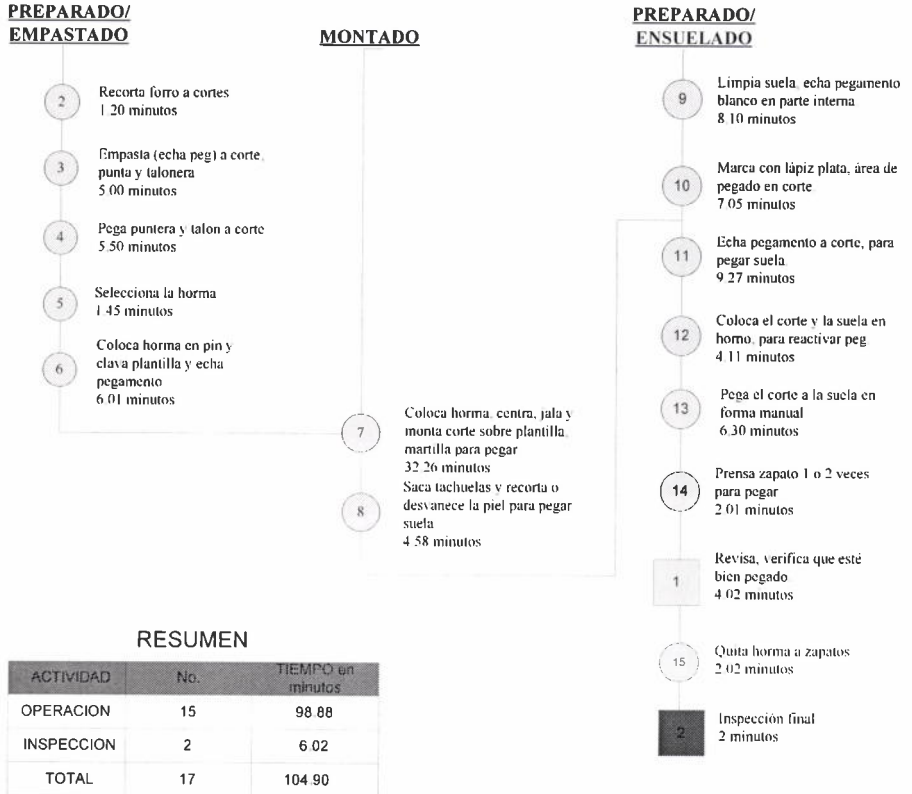 PREPARADO/
EMPASTADO
2
Recorta forro a cortes
1.20 minutos
3
Empasta (echa peg) a corte,
punta y talonera
5.00 minutos
4
Pega puntera y talon a corte
5.50 minutos
5
Selecciona la horma
1.45 minutos
6
Coloca horma en pin y
clava plantilla y echa
pegamento
6.01 minutos
MONTADO
7
Coloca horma, centra, jala y
monta corte sobre plantilla,
martilla para pegar
32.26 minutos
8
Saca tachuelas y recorta o
desvanece la piel para pegar
suela
4.58 minutos
PREPARADO/
ENSUELADO
9
Limpia suela, echa pegamento
blanco en parte interna
8.10 minutos
10
Marca con lápiz plata, área de
pegado en corte
7.05 minutos
11
Echa pegamento a corte, para
pegar suela
9.27 minutos
12
Coloca el corte y la suela en
horno, para reactivar peg
4.11 minutos
13
Pega el corte a la suela en
forma manual
6.30 minutos
14
Prensa zapato 1 o 2 veces
para pegar
2.01 minutos
1
Revisa, verifica que esté
bien pegado
4.02 minutos
15
Quita horma a zapatos
2.02 minutos
2
Inspección final
2 minutos
RESUMEN
ACTIVIDAD No. TIEMPO en
minutos
OPERACION 15 98.88
INSPECCION 2 6.02
TOTAL 17 104.90